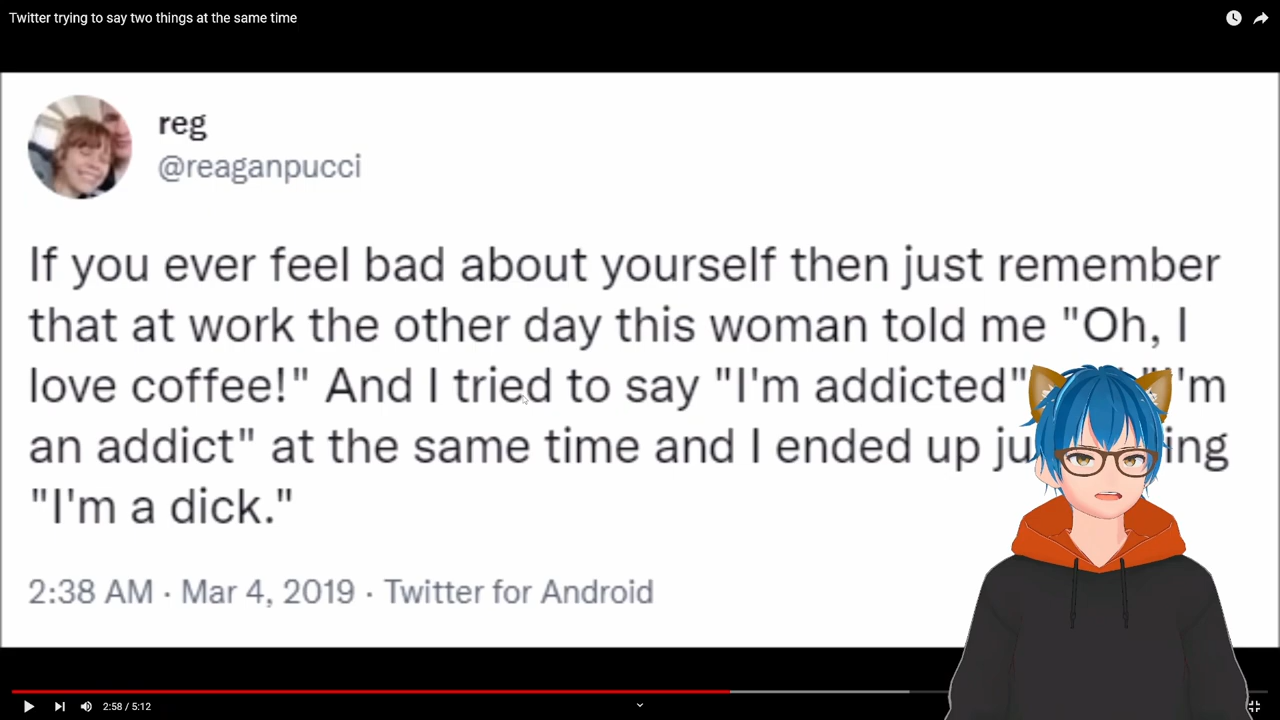 Twitter trying to say two things at the same time
reg
@reaganpucci
If you ever feel bad about yourself then just remember
that at work the other day this woman told me "Oh, I
love coffee!" And I tried to say "I'm addicted" "I'm
an addict" at the same time and I ended up
"I'm a dick."
2:38 AM · Mar 4, 2019 · Twitter for Android
2:58 / 5:12